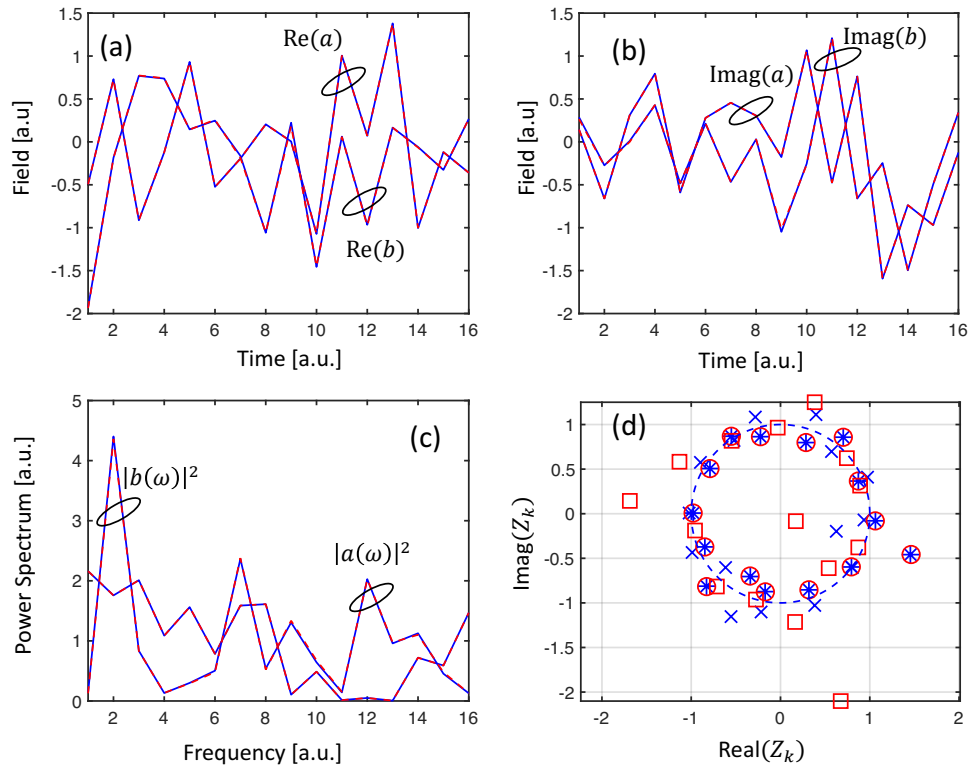 (a)
Re(a)
Re(b)
Field [a.u]
1.5
1
0.5
0
-0.5
-1
-1.5
-2
2 4 6 8 10 12 14 16
Time [a.u.]
(b)
Imag(b)
Imag(a)
Field [a.u]
1.5
1
0.5
0
-0.5
-1
-1.5
-2
2 4 6 8 10 12 14 16
Time [a.u.]
(c)
|b(ω)|²
|a(ω)|²
Power Spectrum [a.u.]
5
4
3
2
1
0
2 4 6 8 10 12 14 16
Frequency [a.u.]
(d)
Imag(Z_k)
1
0.5
0
-0.5
-1
-1.5
-2
-2 -1 0 1 2
Real(Z_k)